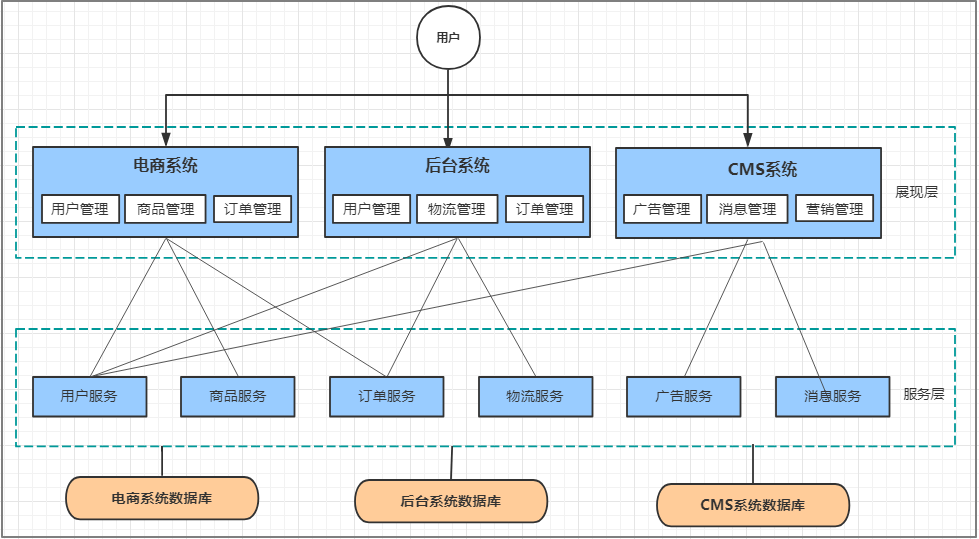 用户
电商系统
后台系统
CMS系统
用户管理
商品管理
订单管理
用户管理
物流管理
订单管理
广告管理
消息管理
营销管理
展现层
用户服务
商品服务
订单服务
物流服务
广告服务
消息服务
服务层
电商系统数据库
后台系统数据库
CMS系统数据库